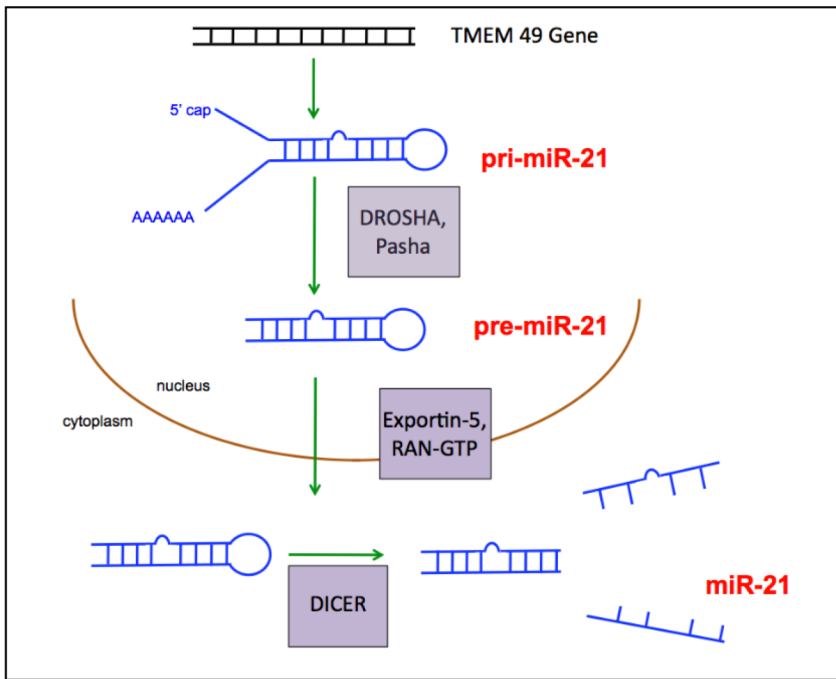 TMEM 49 Gene
5' cap
pri-miR-21
AAAAAA
DROSHA,
Pasha
pre-miR-21
nucleus
cytoplasm
Exportin-5,
RAN-GTP
DICER
miR-21